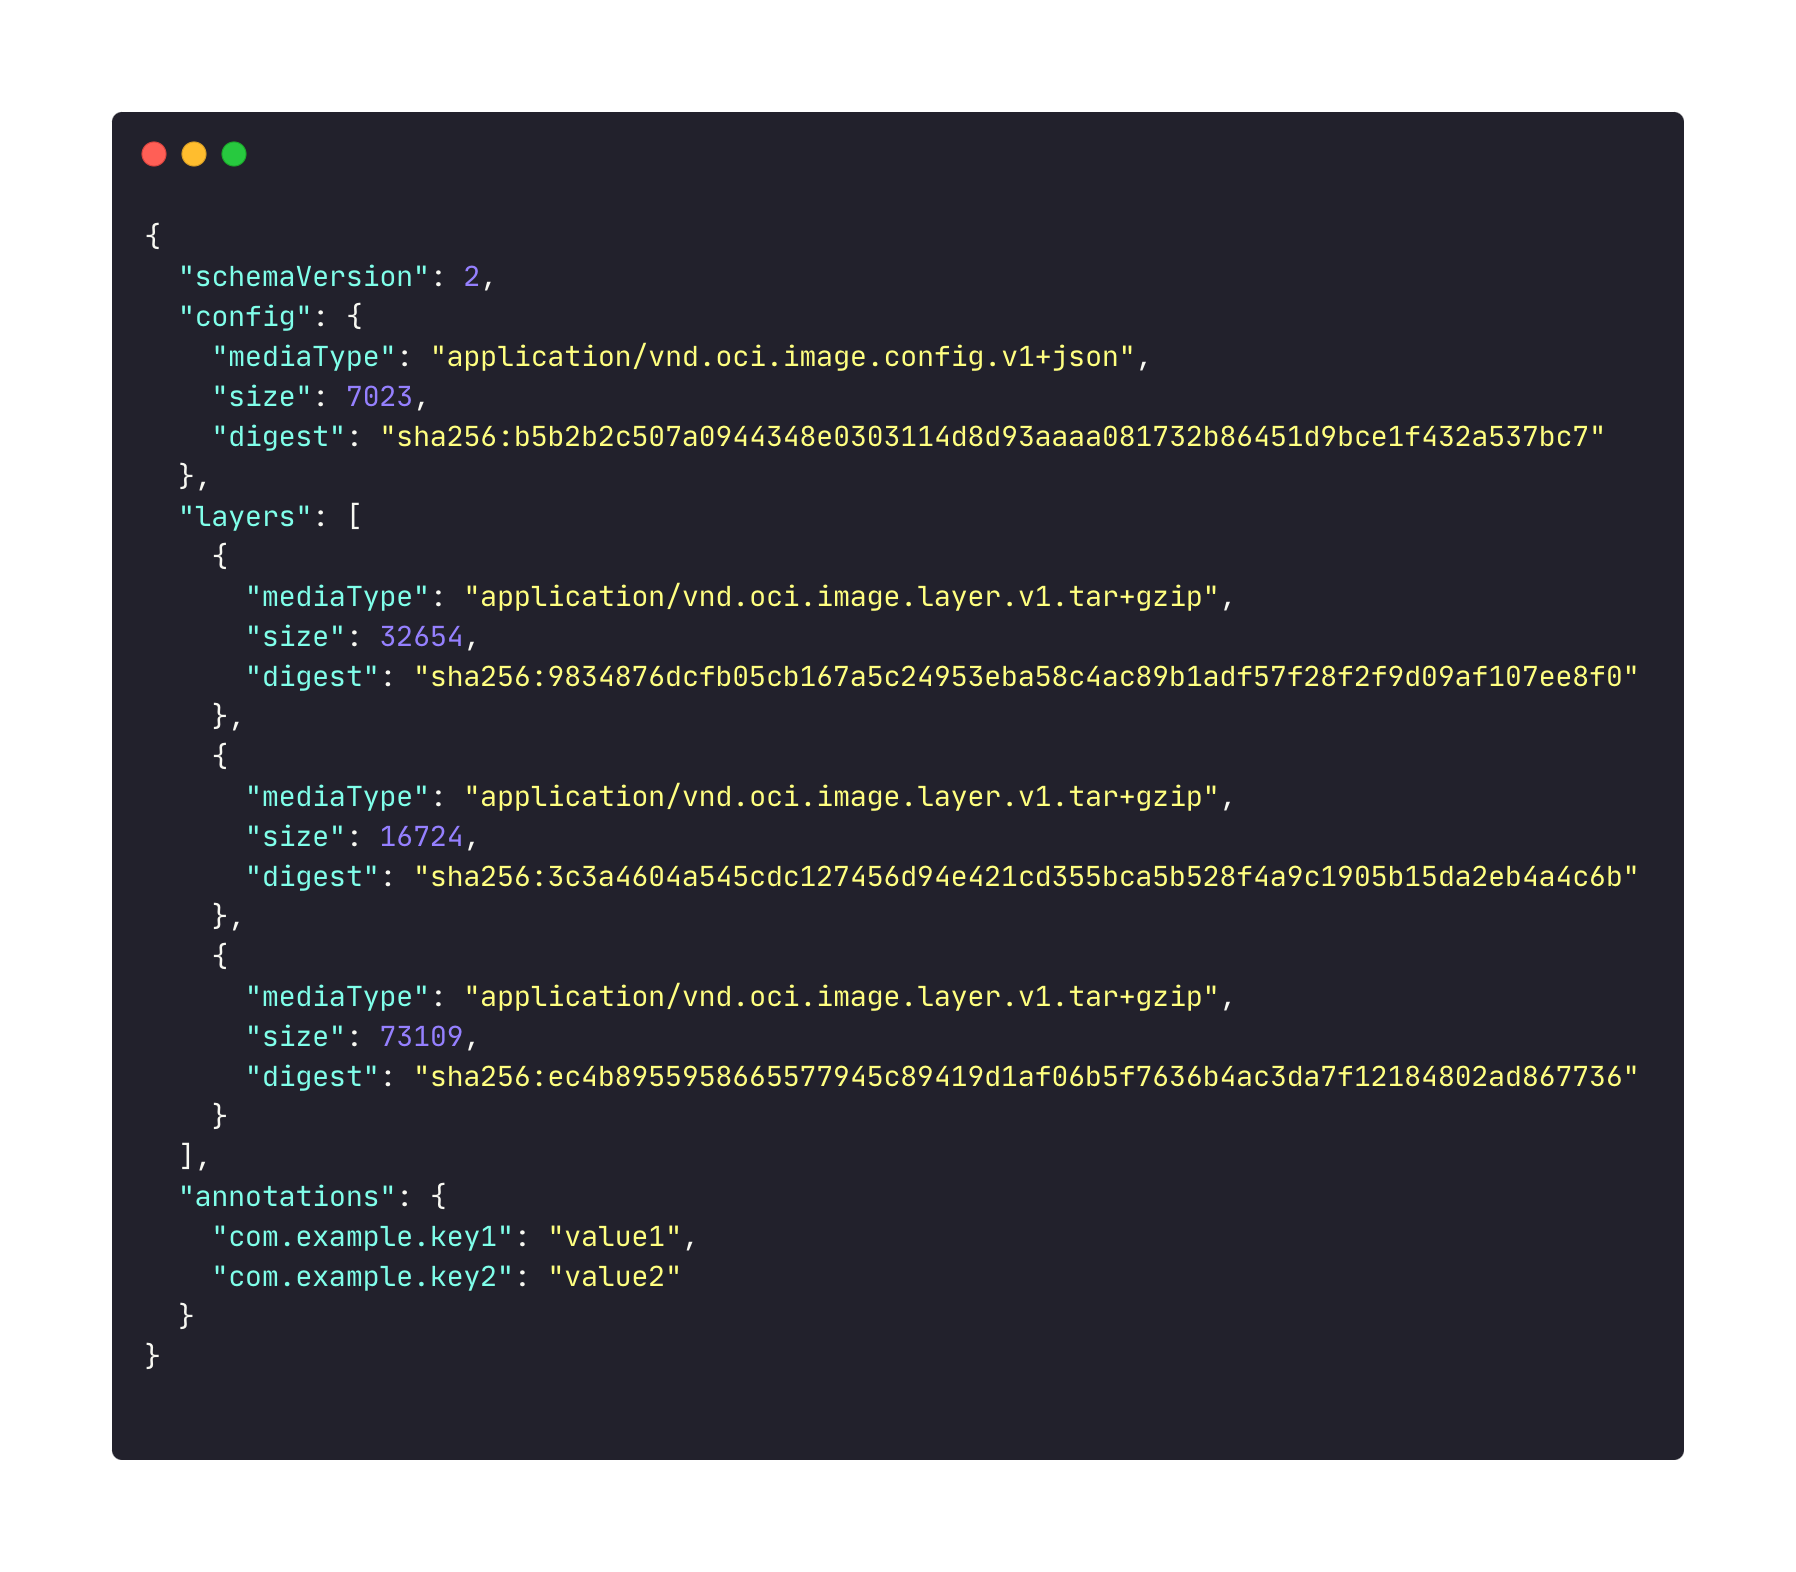 {
  "schemaVersion": 2,
  "config": {
    "mediaType": "application/vnd.oci.image.config.v1+json",
    "size": 7023,
    "digest": "sha256:b5b2b2c507a0944348e0303114d8d93aaaa081732b86451d9bce1f432a537bc7"
  },
  "layers": [
    {
      "mediaType": "application/vnd.oci.image.layer.v1.tar+gzip",
      "size": 32654,
      "digest": "sha256:9834876dcfb05cb167a5c24953eba58c4ac89b1adf57f28f2f9d09af107ee8f0"
    },
    {
      "mediaType": "application/vnd.oci.image.layer.v1.tar+gzip",
      "size": 16724,
      "digest": "sha256:3c3a4604a545cdc127456d94e421cd355bca5b528f4a9c1905b15da2eb4a4c6b"
    },
    {
      "mediaType": "application/vnd.oci.image.layer.v1.tar+gzip",
      "size": 73109,
      "digest": "sha256:ec4b8955958665577945c89419d1af06b5f7636b4ac3da7f12184802ad867736"
    }
  ],
  "annotations": {
    "com.example.key1": "value1",
    "com.example.key2": "value2"
  }
}